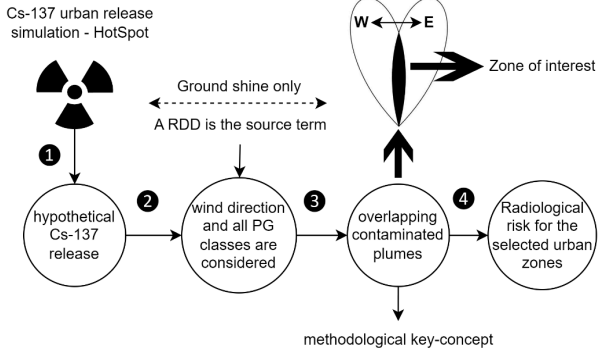 Cs-137 urban release
simulation - HotSpot
W
E
Zone of interest
Ground shine only
A RDD is the source term
1
2
3
4
hypothetical
Cs-137
release
wind direction
and all PG
classes are
considered
overlapping
contaminated
plumes
Radiological
risk for the
selected urban
zones
methodological key-concept